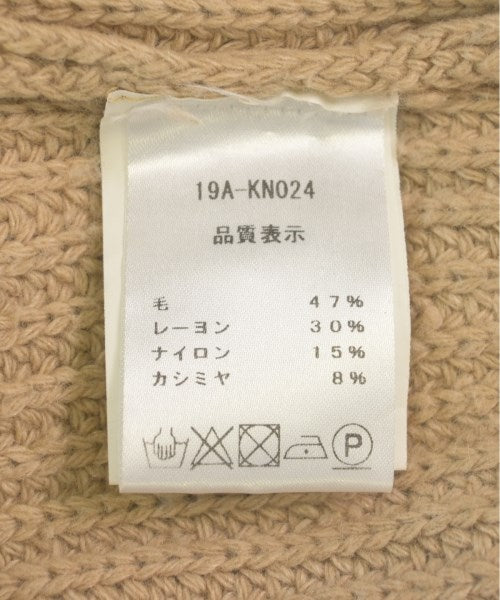 19A-KN024
品質表示
毛 47%
レーヨン 30%
ナイロン 15%
カシミヤ 8%
P